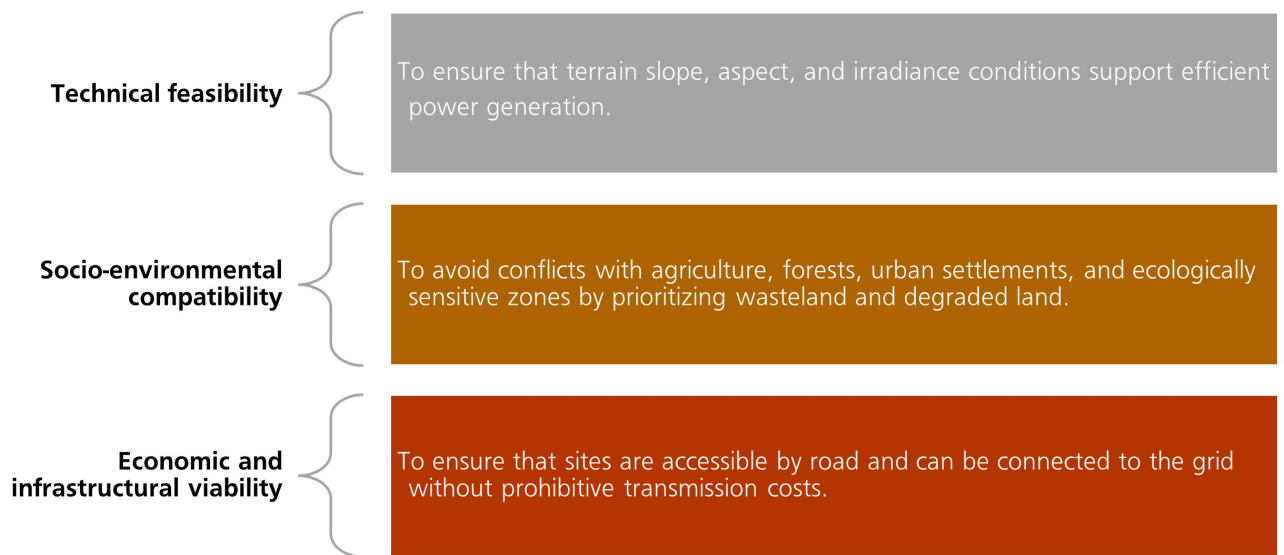 Technical feasibility
To ensure that terrain slope, aspect, and irradiance conditions support efficient
power generation.
Socio-environmental
compatibility
To avoid conflicts with agriculture, forests, urban settlements, and ecologically
sensitive zones by prioritizing wasteland and degraded land.
Economic and
infrastructural viability
To ensure that sites are accessible by road and can be connected to the grid
without prohibitive transmission costs.